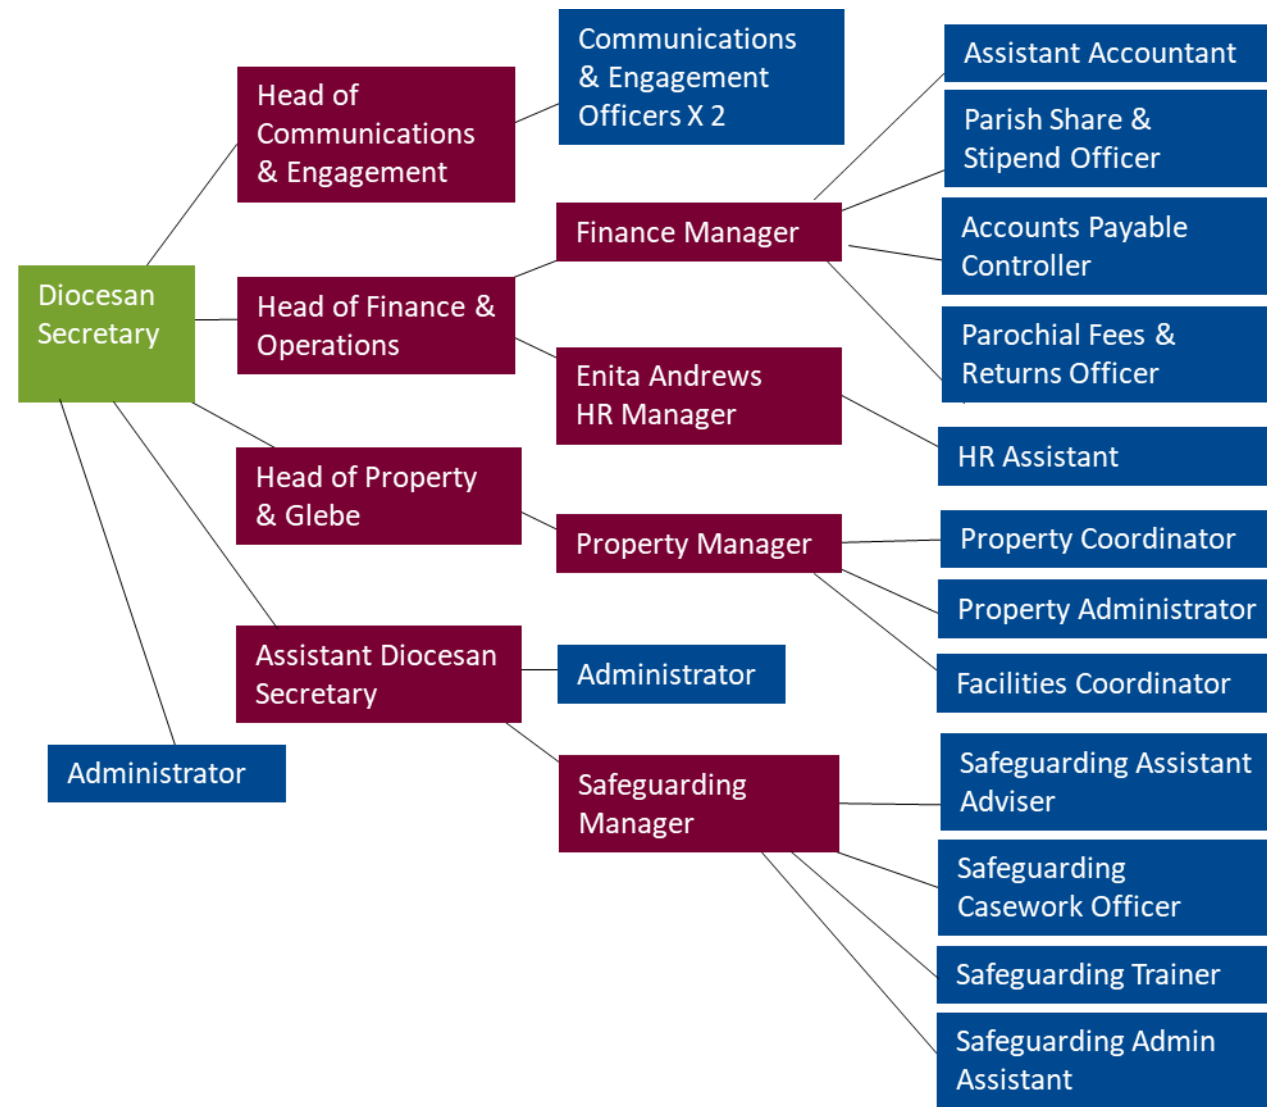 Diocesan
Secretary
Administrator
Head of
Communications
& Engagement
Head of Finance &
Operations
Head of Property
& Glebe
Assistant Diocesan
Secretary
Communications
& Engagement
Officers X 2
Finance Manager
Enita Andrews
HR Manager
Property Manager
Administrator
Safeguarding
Manager
Assistant Accountant
Parish Share &
Stipend Officer
Accounts Payable
Controller
Parochial Fees &
Returns Officer
HR Assistant
Property Coordinator
Property Administrator
Facilities Coordinator
Safeguarding Assistant
Adviser
Safeguarding
Casework Officer
Safeguarding Trainer
Safeguarding Admin
Assistant